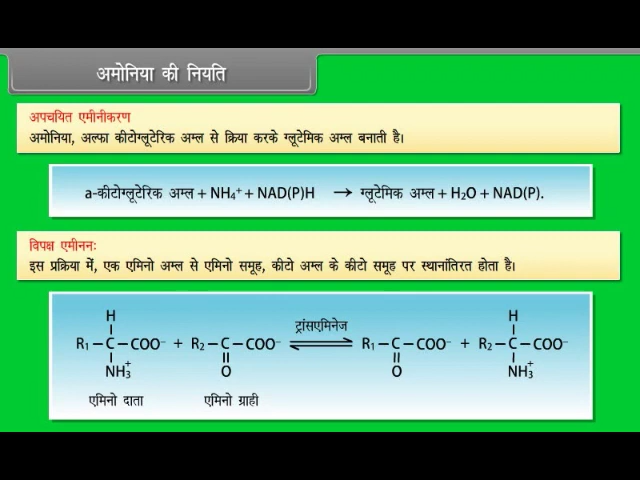 अमोनिया की नियति
अपचयित एमीनीकरण
अमोनिया, अल्फा कीटोग्लूटेरिक अम्ल से क्रिया करके ग्लूटेमिक अम्ल बनाती है।
a-कीटोग्लूटेरिक अम्ल + NH₄⁺ + NAD(P)H → ग्लूटेमिक अम्ल + H₂O + NAD(P).
विपक्ष एमीननः
इस प्रक्रिया में, एक एमिनो अम्ल से एमिनो समूह, कीटो अम्ल के कीटो समूह पर स्थानांतिरत होता है।
H ट्रांसएमिनेज H
R₁ – C – COO⁻ + R₂ – C – COO⁻ ⇌ R₁ – C – COO⁻ + R₂ – C – COO⁻
NH₃⁺ O O NH₃⁺
एमिनो दाता एमिनो ग्राही